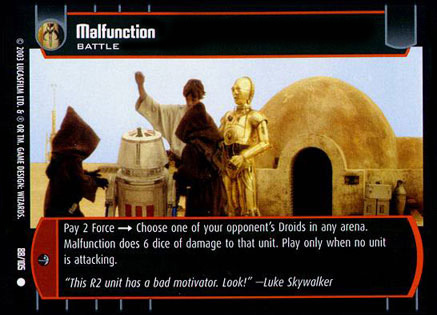 Malfunction
BATTLE
Pay 2 Force → Choose one of your opponent's Droids in any arena.
Malfunction does 6 dice of damage to that unit. Play only when no unit
is attacking.
"This R2 unit has a bad motivator. Look!" –Luke Skywalker
© 2003 LUCASFILM LTD. & ® OR TM. GAME DESIGN: WIZARDS.
88/105